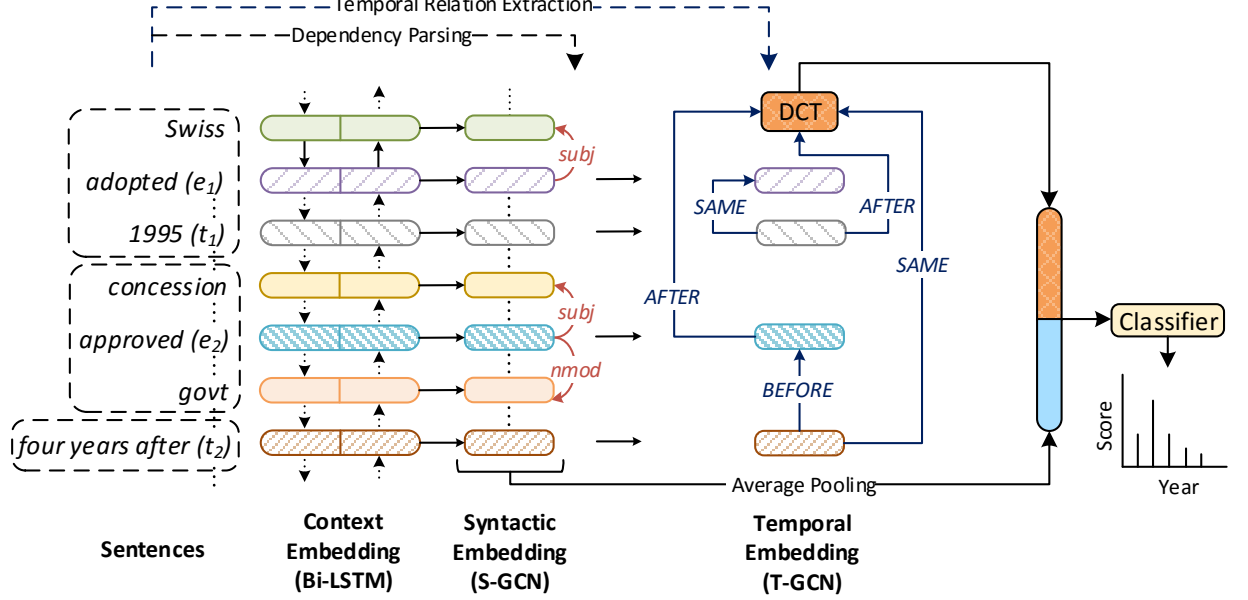 Temporal Relation Extraction
Dependency Parsing
Swiss
adopted (e1)
1995 (t1)
concession
approved (e2)
govt
four years after (t2)
subj
subj
nmod
DCT
SAME
AFTER
SAME
AFTER
BEFORE
Average Pooling
Classifier
Score
Year
Sentences
Context
Embedding
(Bi-LSTM)
Syntactic
Embedding
(S-GCN)
Temporal
Embedding
(T-GCN)